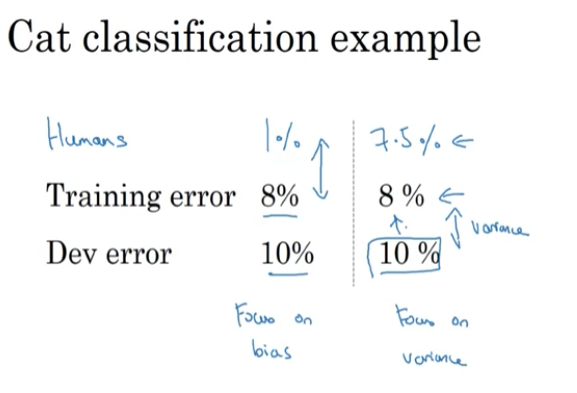 Cat classification example
Humans 1% 7.5%
Training error 8% 8 %
variance
Dev error 10% 10 %
Focus on bias
Focus on variance